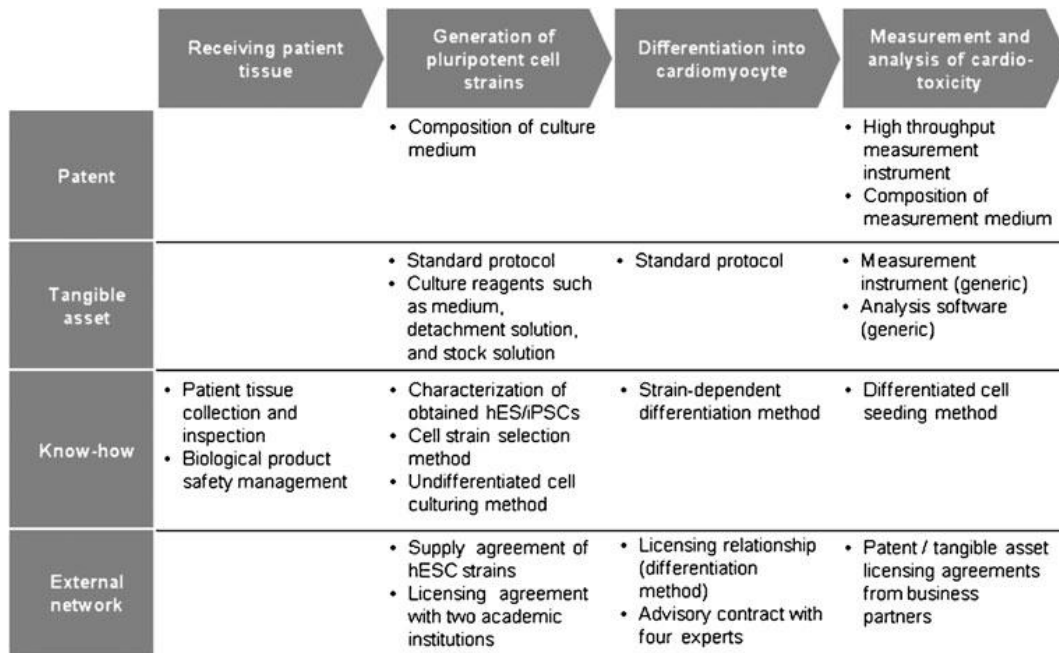 Receiving patient
tissue
Generation of
pluripotent cell
strains
Differentiation into
cardiomyocyte
Measurement and
analysis of cardio-
toxicity
Patent
• Composition of culture
medium
• High throughput
measurement
instrument
• Composition of
measurement medium
Tangible
asset
• Standard protocol
• Culture reagents such
as medium,
detachment solution,
and stock solution
• Standard protocol
• Measurement
instrument (generic)
• Analysis software
(generic)
Know-how
• Patient tissue
collection and
inspection
• Biological product
safety management
• Characterization of
obtained hES/iPSCs
• Cell strain selection
method
• Undifferentiated cell
culturing method
• Strain-dependent
differentiation method
• Differentiated cell
seeding method
External
network
• Supply agreement of
hESC strains
• Licensing agreement
with two academic
institutions
• Licensing relationship
(differentiation
method)
• Advisory contract with
four experts
• Patent / tangible asset
licensing agreements
from business
partners